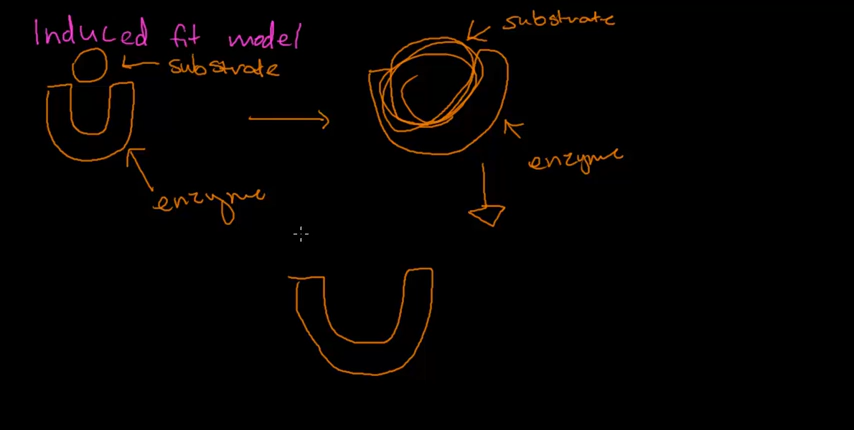 Induced fit model
substrate
substrate
enzyme
enzyme